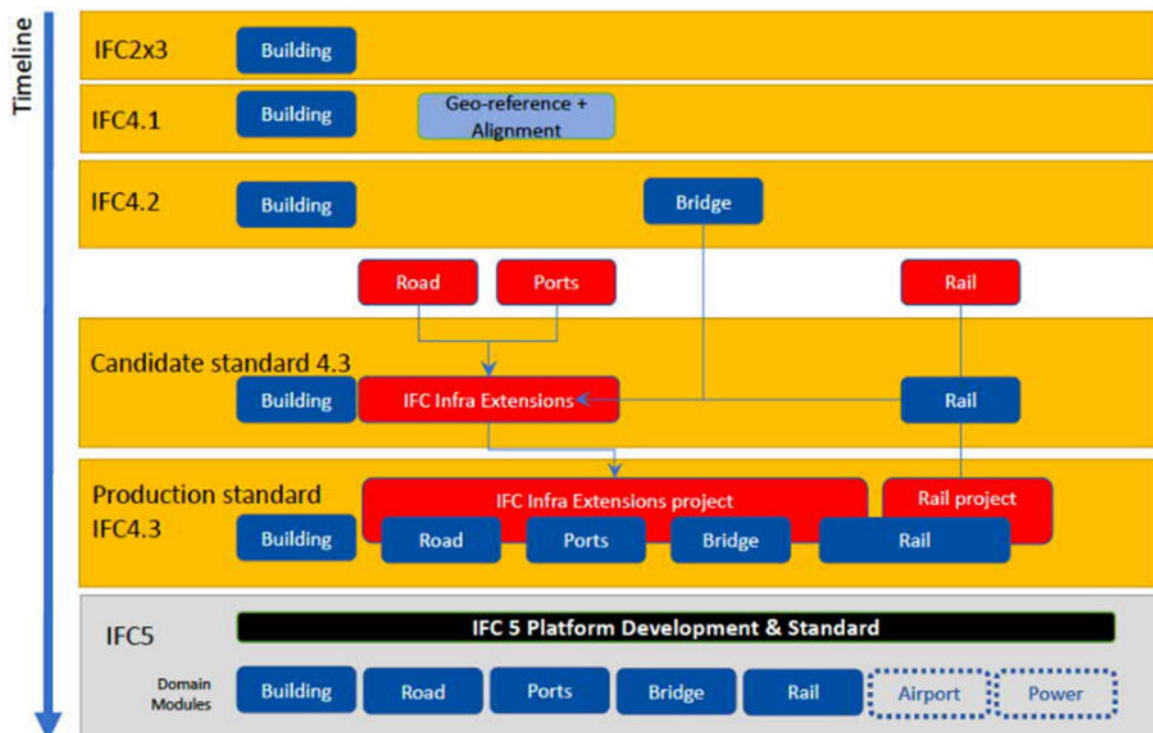 Timeline
IFC2x3
Building
IFC4.1
Building
Geo-reference +
Alignment
IFC4.2
Building
Bridge
Road
Ports
Rail
Candidate standard 4.3
Building
IFC Infra Extensions
Rail
Production standard
IFC4.3
IFC Infra Extensions project
Rail project
Building
Road
Ports
Bridge
Rail
IFC5
IFC 5 Platform Development & Standard
Domain
Modules
Building
Road
Ports
Bridge
Rail
Airport
Power